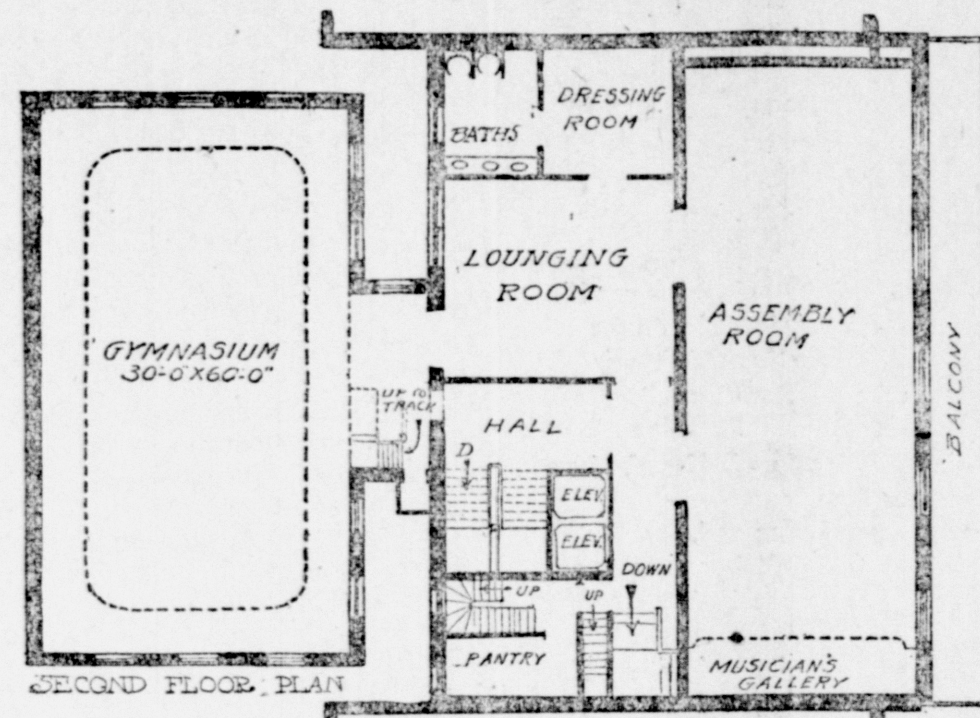 DRESSING
ROOM
BATHS
LOUNGING
ROOM
ASSEMBLY
ROOM
GYMNASIUM
30'-0"X60'-0"
BALCONY
UP TO
TRACK
HALL
D
ELEV.
ELEV.
DOWN
UP
UP
PANTRY
MUSICIAN'S
GALLERY
SECOND FLOOR PLAN